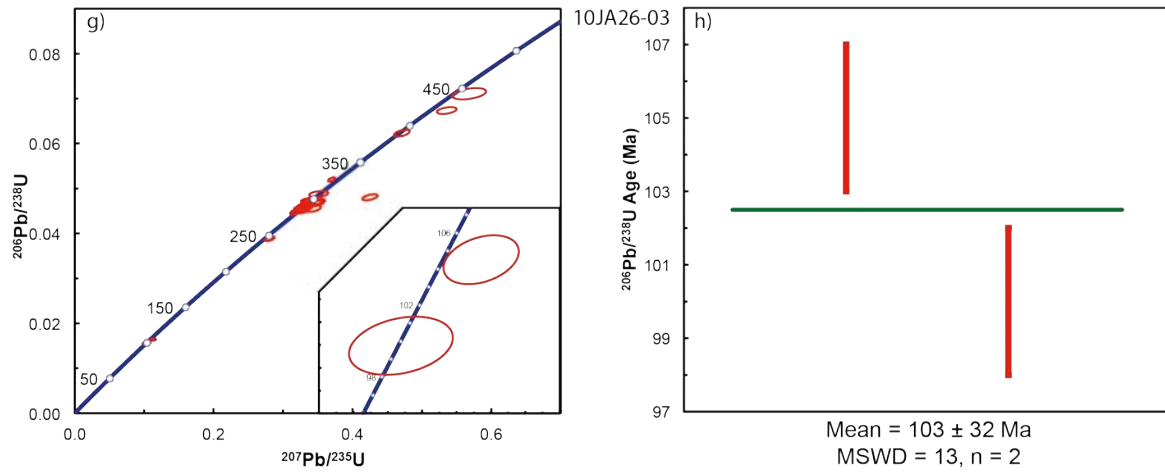 10JA26-03
g)
0.08
0.06
0.04
0.02
0.00
206Pb/238U
450
350
250
150
50
106
102
98
0.0
0.2
0.4
0.6
207Pb/235U
h)
107
105
103
101
99
97
206Pb/238U Age (Ma)
Mean = 103 ± 32 Ma
MSWD = 13, n = 2